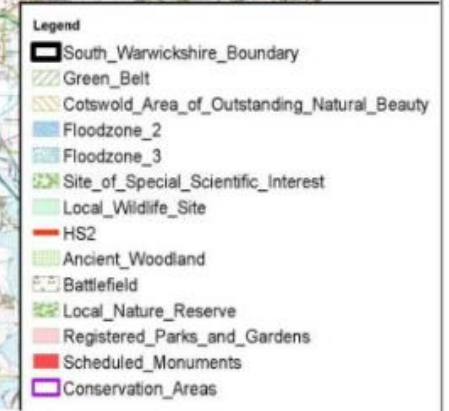 Legend
South_Warwickshire_Boundary
Green_Belt
Cotswold_Area_of_Outstanding_Natural_Beauty
Floodzone_2
Floodzone_3
Site_of_Special_Scientific_Interest
Local_Wildlife_Site
HS2
Ancient_Woodland
Battlefield
Local_Nature_Reserve
Registered_Parks_and_Gardens
Scheduled_Monuments
Conservation_Areas